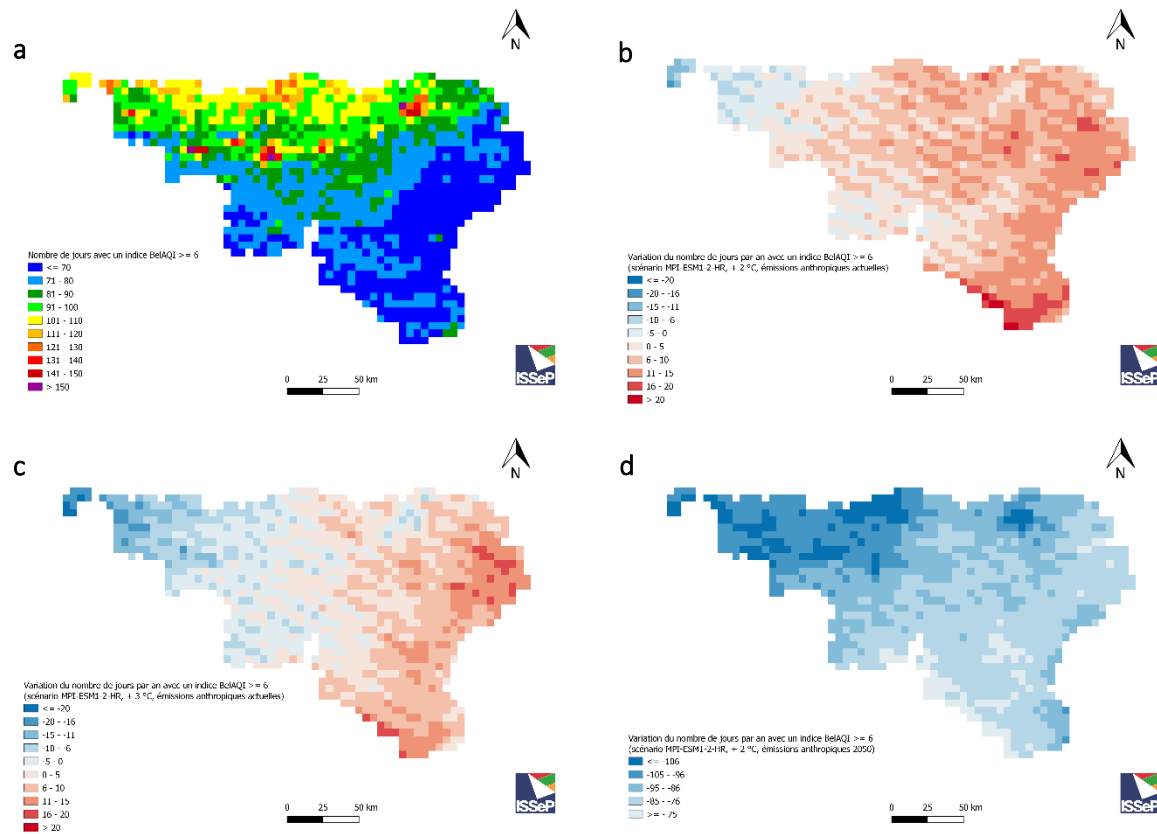 a
N
Nombre de jours avec un indice BelAQI >= 6
<= 70
71 - 80
81 - 90
91 - 100
101 - 110
111 - 120
121 - 130
131 - 140
141 - 150
> 150
0 25 50 km
ISSeP
b
N
Variation du nombre de jours par an avec un indice BelAQI >= 6
(scénario MPI-ESM1-2-HR, + 2 °C, émissions anthropiques actuelles)
<= -20
-20 - -16
-15 - -11
-10 - -6
-5 - 0
0 - 5
6 - 10
11 - 15
16 - 20
> 20
0 25 50 km
ISSeP
c
N
Variation du nombre de jours par an avec un indice BelAQI >= 6
(scénario MPI-ESM1-2-HR, + 3 °C, émissions anthropiques actuelles)
<= -20
-20 - -16
-15 - -11
-10 - -6
-5 - 0
0 - 5
6 - 10
11 - 15
16 - 20
> 20
0 25 50 km
ISSeP
d
N
Variation du nombre de jours par an avec un indice BelAQI >= 6
(scénario MPI-ESM1-2-HR, + 2 °C, émissions anthropiques 2050)
<= -106
-105 - -96
-95 - -86
-85 - -76
>= -75
0 25 50 km
ISSeP